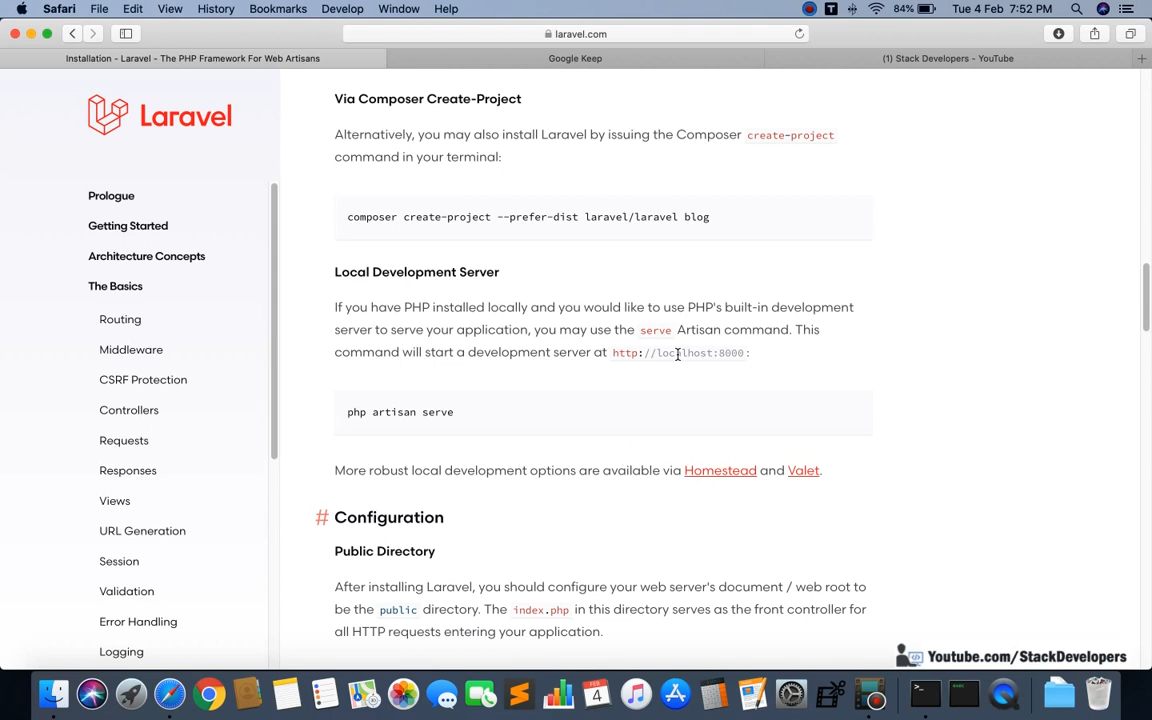 Safari File Edit View History Bookmarks Develop Window Help T 84% Tue 4 Feb 7:52 PM
laravel.com
Installation - Laravel - The PHP Framework For Web Artisans Google Keep (1) Stack Developers - YouTube
Laravel
Prologue
Getting Started
Architecture Concepts
The Basics
Routing
Middleware
CSRF Protection
Controllers
Requests
Responses
Views
URL Generation
Session
Validation
Error Handling
Logging
Via Composer Create-Project
Alternatively, you may also install Laravel by issuing the Composer create-project
command in your terminal:
composer create-project --prefer-dist laravel/laravel blog
Local Development Server
If you have PHP installed locally and you would like to use PHP's built-in development
server to serve your application, you may use the serve Artisan command. This
command will start a development server at http://localhost:8000:
php artisan serve
More robust local development options are available via Homestead and Valet.
# Configuration
Public Directory
After installing Laravel, you should configure your web server's document / web root to
be the public directory. The index.php in this directory serves as the front controller for
all HTTP requests entering your application.
Youtube.com/StackDevelopers
4